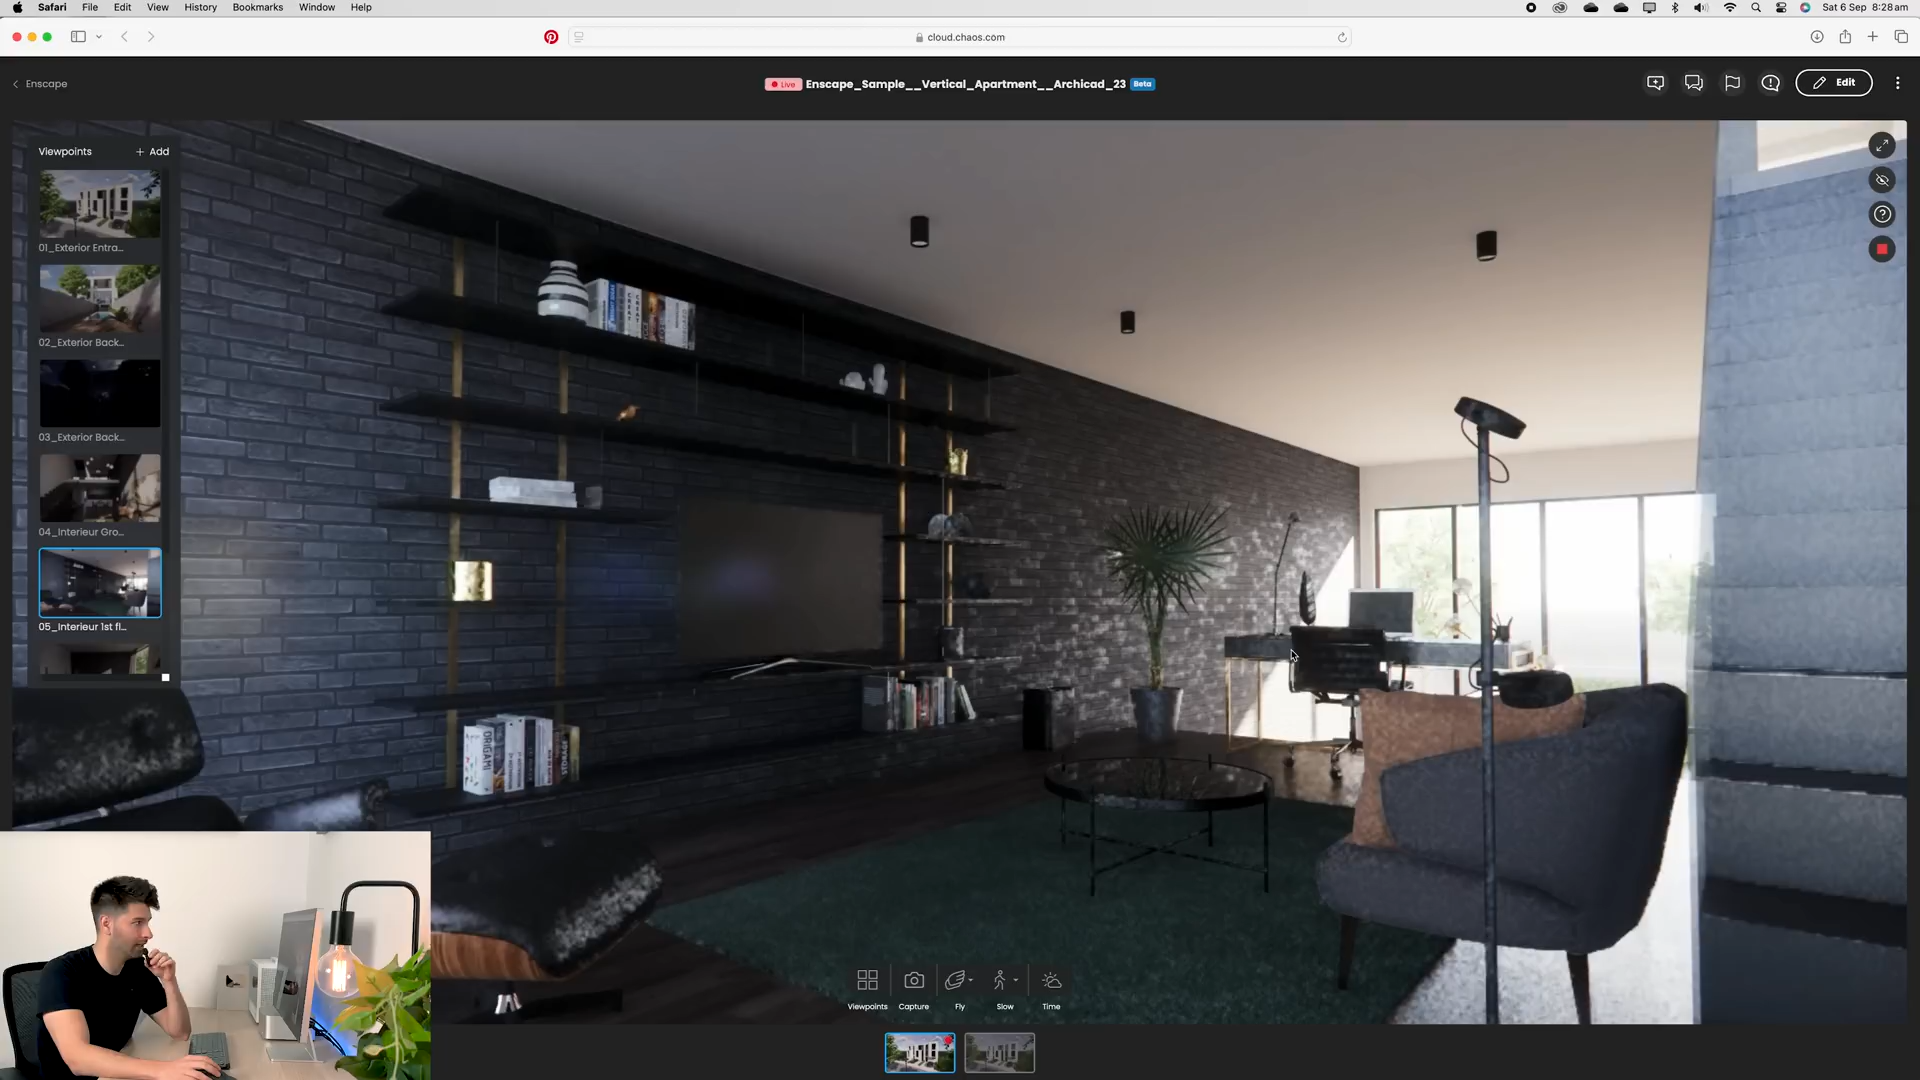 Safari File Edit View History Bookmarks Window Help
Sat 6 Sep 8:28am
cloud.chaos.com
Enscape
Live Enscape_Sample__Vertical_Apartment__Archicad_23 Beta
Edit
Viewpoints + Add
01_Exterior Entra...
02_Exterior Back...
03_Exterior Back...
04_Interieur Gro...
05_Interieur 1st fl...
ORIGAMI
STORAGE
Viewpoints Capture Fly Slow Time